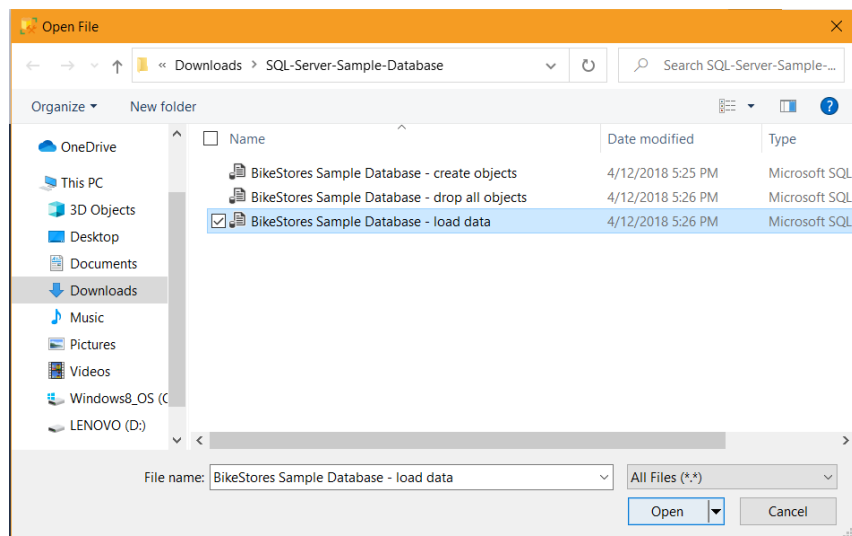 Open File
« Downloads > SQL-Server-Sample-Database
Search SQL-Server-Sample-...
Organize
New folder
?
Name
Date modified
Type
OneDrive
This PC
3D Objects
Desktop
Documents
Downloads
Music
Pictures
Videos
Windows8_OS (C
LENOVO (D:)
BikeStores Sample Database - create objects 4/12/2018 5:25 PM Microsoft SQL
BikeStores Sample Database - drop all objects 4/12/2018 5:26 PM Microsoft SQL
BikeStores Sample Database - load data 4/12/2018 5:26 PM Microsoft SQL
File name: BikeStores Sample Database - load data
All Files (*.*)
Open
Cancel